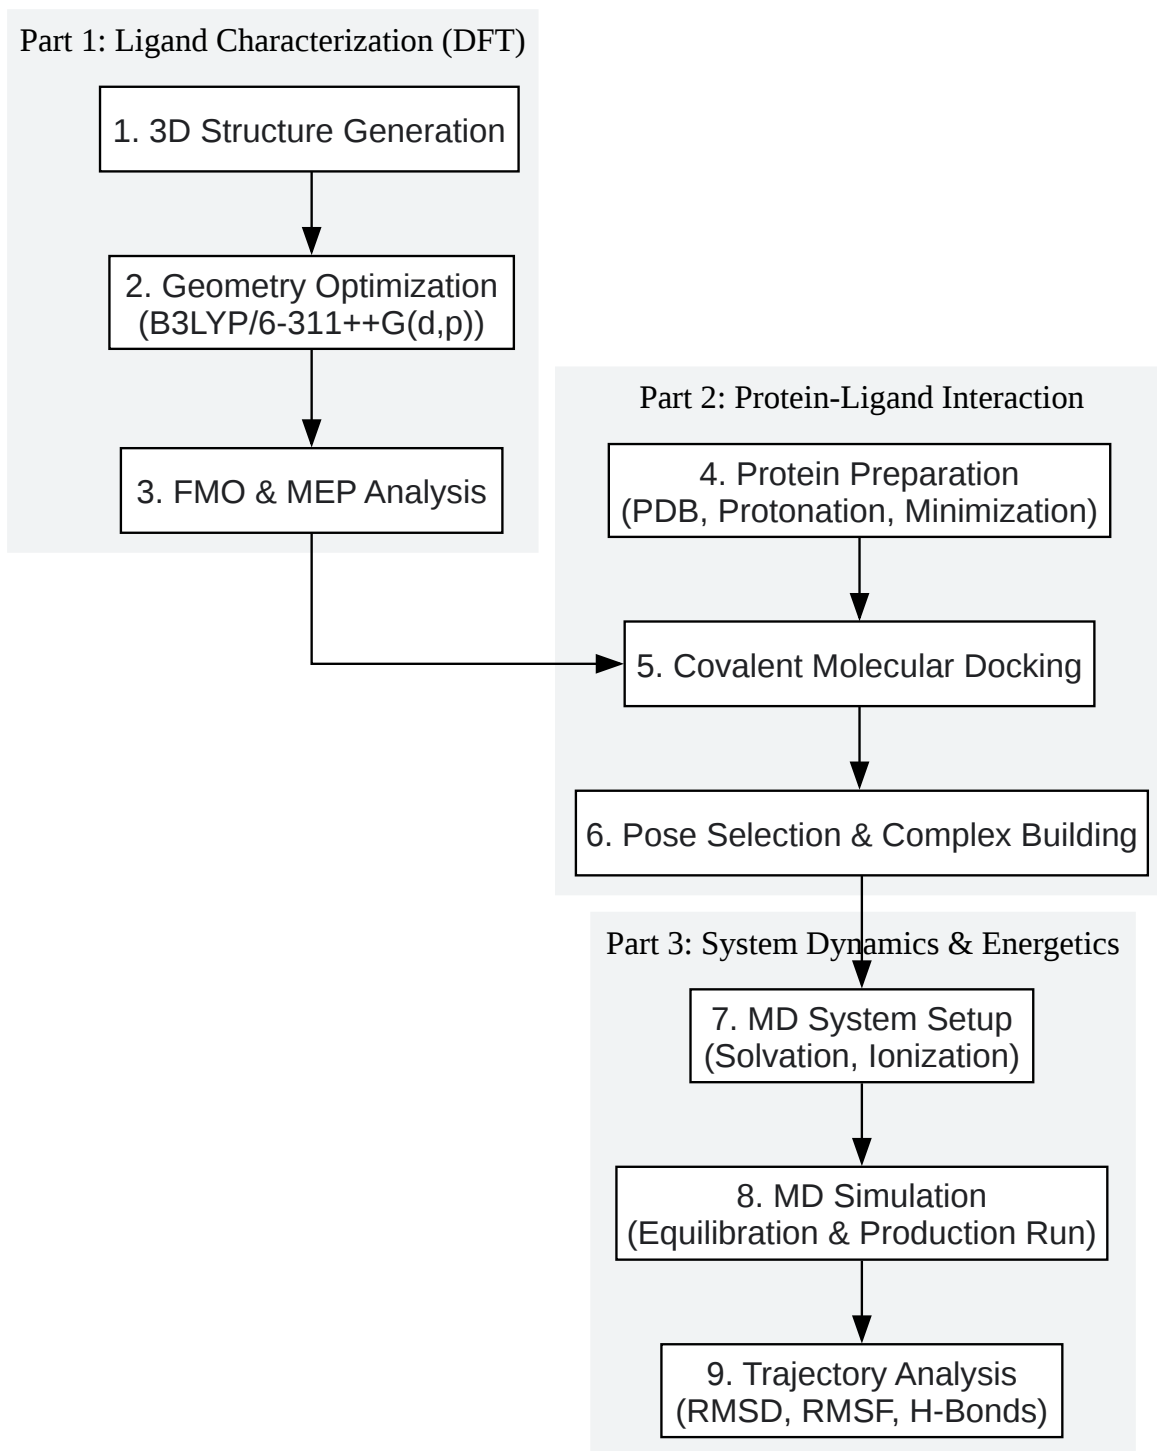 Part 1: Ligand Characterization (DFT)
1. 3D Structure Generation
2. Geometry Optimization
(B3LYP/6-311++G(d,p))
3. FMO & MEP Analysis
Part 2: Protein-Ligand Interaction
4. Protein Preparation
(PDB, Protonation, Minimization)
5. Covalent Molecular Docking
6. Pose Selection & Complex Building
Part 3: System Dynamics & Energetics
7. MD System Setup
(Solvation, Ionization)
8. MD Simulation
(Equilibration & Production Run)
9. Trajectory Analysis
(RMSD, RMSF, H-Bonds)